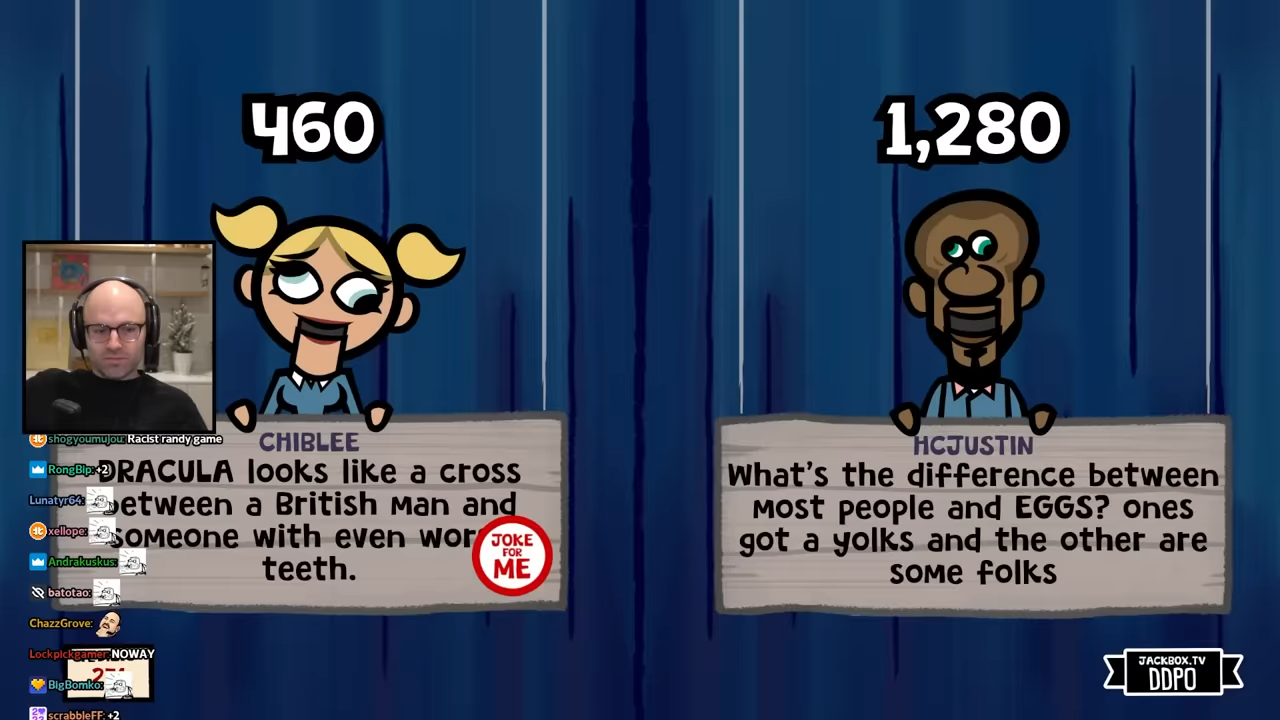 460
1,280
CHIBLEE
DRACULA looks like a cross
between a British man and
someone with even wor
teeth.
JOKE
FOR
ME
HCJUSTIN
What's the difference between
most people and EGGS? ones
got a yolks and the other are
some folks
shogyoumujou: Racist randy game
RongBip: +2
Lunatyr64:
xellope:
Andrakuskus:
batotao:
ChazzGrove:
Lockpickgamer: NOWAY
BigBomko:
scrabbleFF: +2
JACKBOX.TV
DDPO